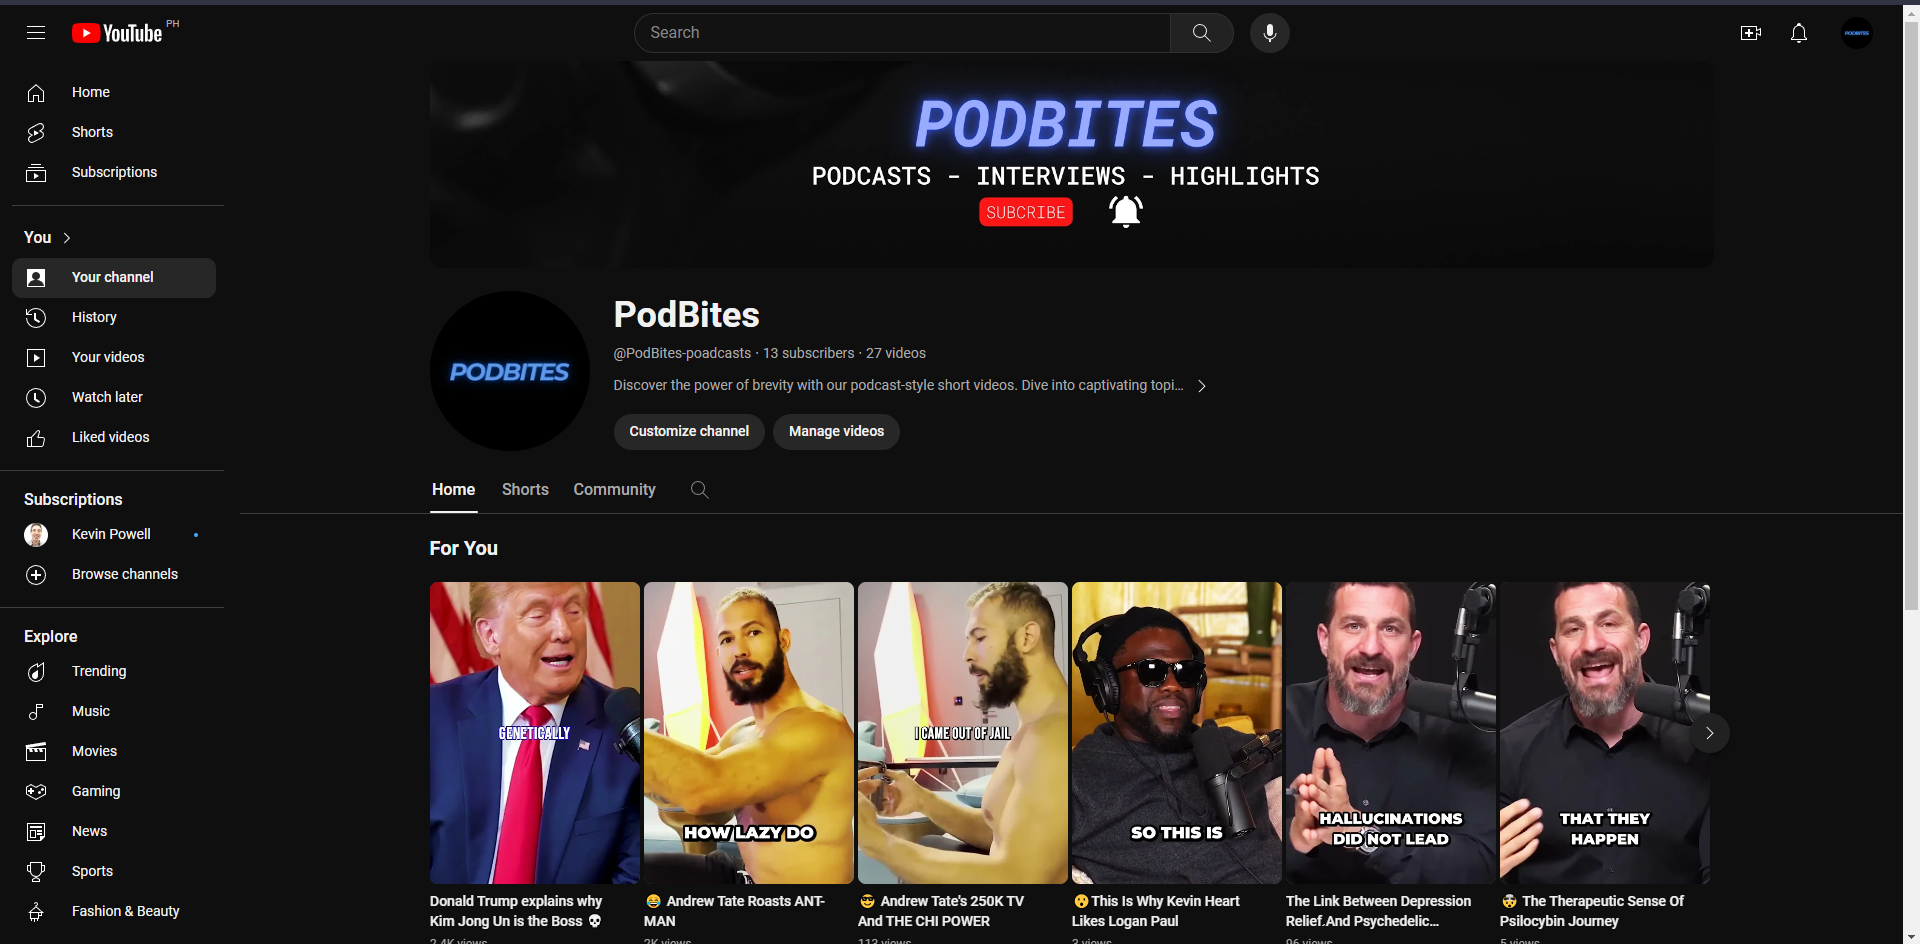 YouTube PH
Search
PODBITES
Home
Shorts
Subscriptions
You
Your channel
History
Your videos
Watch later
Liked videos
Subscriptions
Kevin Powell
Browse channels
Explore
Trending
Music
Movies
Gaming
News
Sports
Fashion & Beauty
PODBITES
PODCASTS - INTERVIEWS - HIGHLIGHTS
SUBCRIBE
PODBITES
PodBites
@PodBites-poadcasts · 13 subscribers · 27 videos
Discover the power of brevity with our podcast-style short videos. Dive into captivating topi...
Customize channel
Manage videos
Home
Shorts
Community
For You
GENETICALLY
HOW LAZY DO
I CAME OUT OF JAIL
SO THIS IS
HALLUCINATIONS
DID NOT LEAD
THAT THEY
HAPPEN
Donald Trump explains why
Kim Jong Un is the Boss 💀
2.4K views
😂 Andrew Tate Roasts ANT-
MAN
2K views
😎 Andrew Tate's 250K TV
And THE CHI POWER
113 views
😮This Is Why Kevin Heart
Likes Logan Paul
3 views
The Link Between Depression
Relief.And Psychedelic...
96 views
🤯 The Therapeutic Sense Of
Psilocybin Journey
5 views